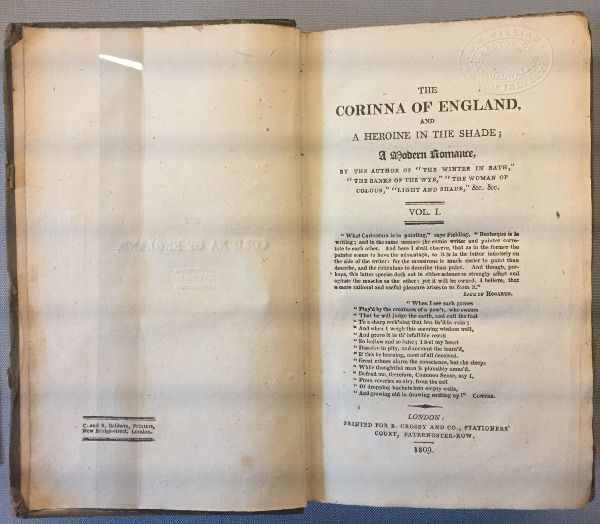 C. and R. Baldwin, Printers,
New Bridge-street, London.
THE
CORINNA OF ENGLAND,
AND
A HEROINE IN THE SHADE;
A Modern Romance,
BY THE AUTHOR OF "THE WINTER IN BATH,"
"THE BANKS OF THE WYE," "THE WOMAN OF
COLOUR," "LIGHT AND SHADE," &c. &c.
VOL. I.
"What Caricatura is in painting," says Fielding, "Burlesque is in
writing; and in the same manner the comic writer and painter corre-
late to each other. And here I shall observe, that as in the former the
painter seems to have the advantage, so it is in the latter infinitely on
the side of the writer: for the monstrous is much easier to paint than
describe, and the ridiculous to describe than paint. And though, per-
haps, this latter species doth not in either science so strongly affect and
agitate the muscles as the other: yet it will be owned, I believe, that
a more rational and useful pleasure arises to us from it."
LIFE OF HOGARTH.
"When I see such games
"Play'd by the creatures of a pow'r, who swears
"That he will judge the earth, and call the fool
"To a sharp reck'ning that has liv'd in vain;
"And when I weigh this seeming wisdom well,
"And prove it in th' infallible result
"So hollow and so false; I feel my heart
"Dissolve in pity, and account the learn'd,
"If this be learning, most of all deceived.
"Great crimes alarm the conscience, but she sleeps
"While thoughtful man is plausibly amus'd.
"Defend me, therefore, Common Sense, say I,
"From reveries so airy, from the toil
"Of dropping buckets into empty wells,
"And growing old in drawing nothing up!" COWPER.
LONDON:
PRINTED FOR B. CROSBY AND CO., STATIONERS'
COURT, PATERNOSTER-ROW,
1809.